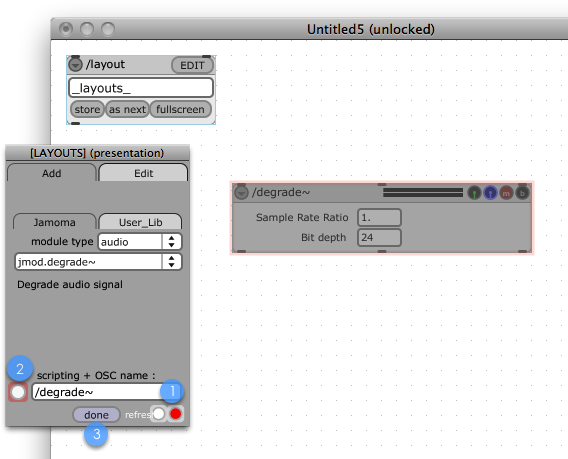 Untitled5 (unlocked)
/layout
EDIT
_layouts_
store
as next
fullscreen
[LAYOUTS] (presentation)
Add
Edit
Jamoma
User_Lib
module type
audio
jmod.degrade~
Degrade audio signal
2
scripting + OSC name :
/degrade~
1
done
refres
3
/degrade~
m
b
Sample Rate Ratio
1.
Bit depth
24